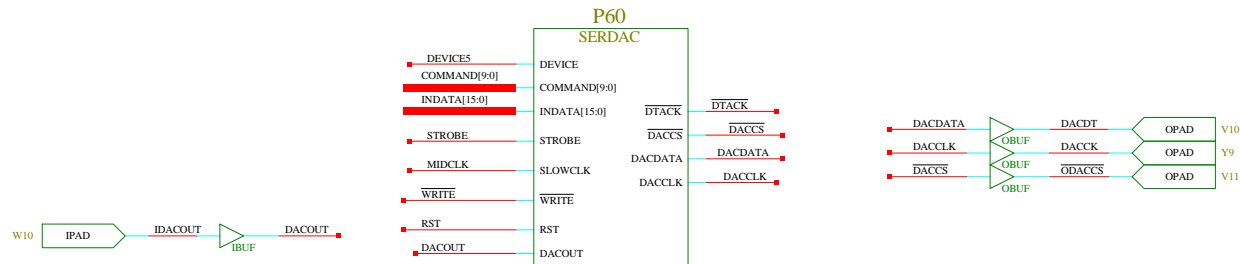 P60
SERDAC
DEVICE5 DEVICE
COMMAND[9:0] COMMAND[9:0]
INDATA[15:0] INDATA[15:0]
DTACK DTACK
STROBE STROBE
DACCS DACCS
MIDCLK SLOWCLK
DACDATA DACDATA
DACCLK DACCLK
WRITE WRITE
RST RST
DACOUT DACOUT
DACDATA OBUF DACDT OPAD V10
DACCLK OBUF DACCK OPAD Y9
DACCS OBUF ODACCS OPAD V11
W10 IPAD IDACOUT IBUF DACOUT